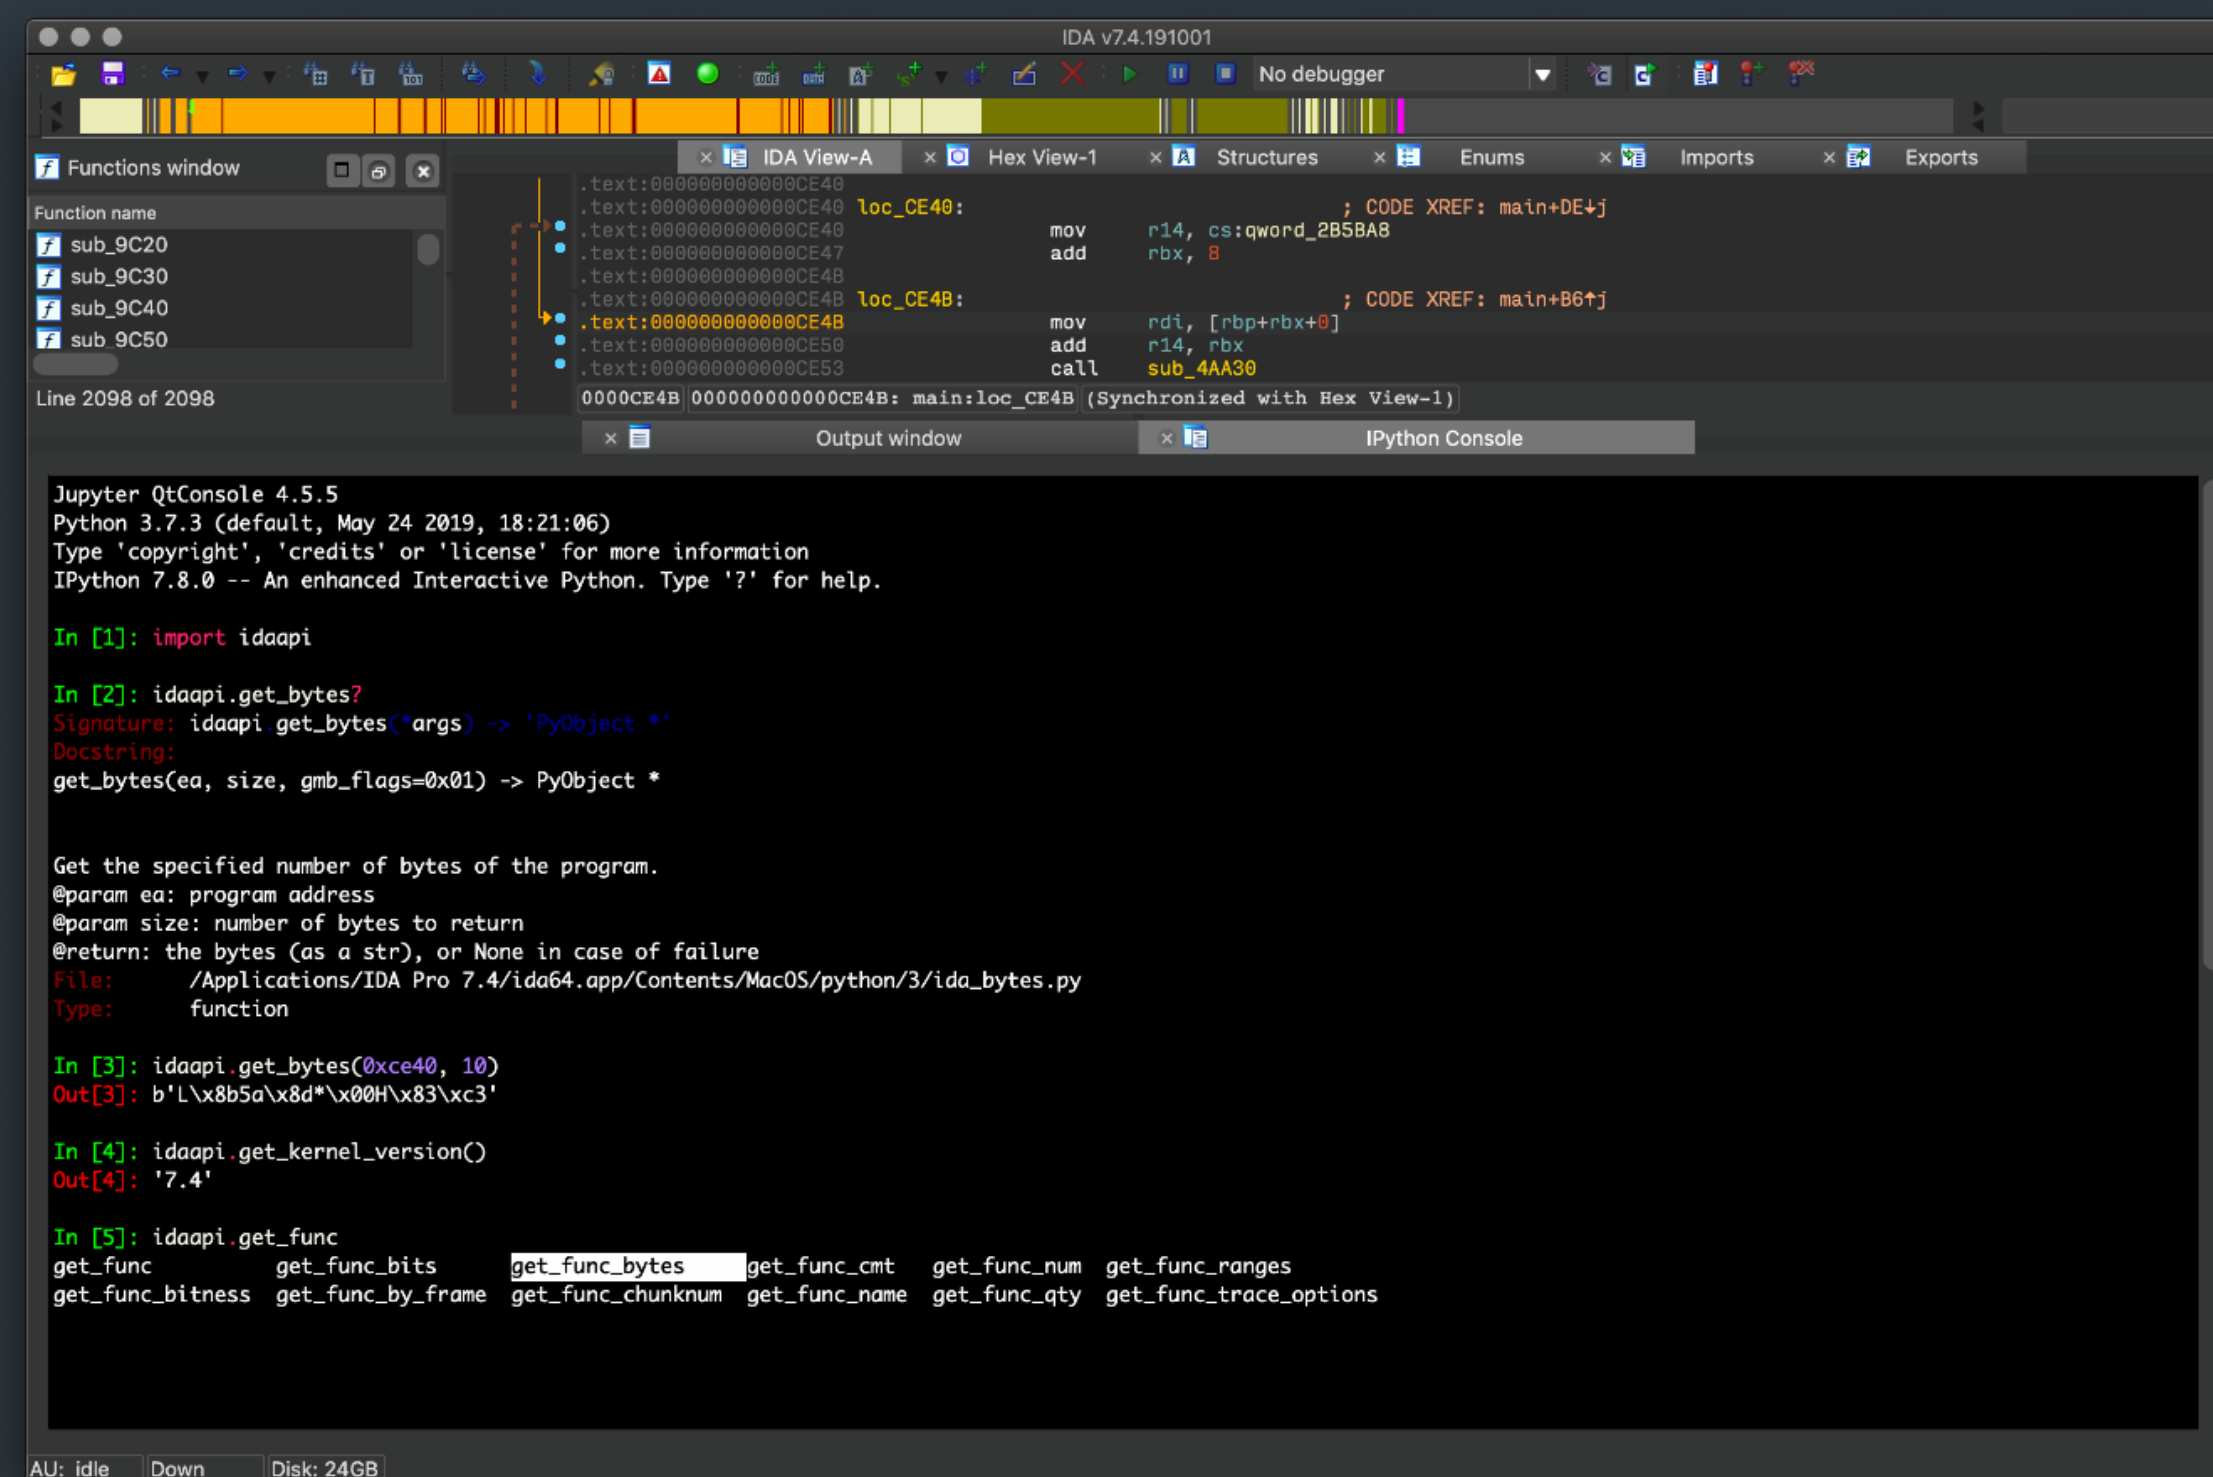 IDA v7.4.191001
No debugger
Functions window
Function name
sub_9C20
sub_9C30
sub_9C40
sub_9C50
Line 2098 of 2098
IDA View-A
Hex View-1
Structures
Enums
Imports
Exports
.text:000000000000CE40
.text:000000000000CE40 loc_CE40: ; CODE XREF: main+DE↓j
.text:000000000000CE40 mov r14, cs:qword_2B5BA8
.text:000000000000CE47 add rbx, 8
.text:000000000000CE4B
.text:000000000000CE4B loc_CE4B: ; CODE XREF: main+B6↑j
.text:000000000000CE4B mov rdi, [rbp+rbx+0]
.text:000000000000CE50 add r14, rbx
.text:000000000000CE53 call sub_4AA30
0000CE4B 000000000000CE4B: main:loc_CE4B (Synchronized with Hex View-1)
Output window
IPython Console
Jupyter QtConsole 4.5.5
Python 3.7.3 (default, May 24 2019, 18:21:06)
Type 'copyright', 'credits' or 'license' for more information
IPython 7.8.0 -- An enhanced Interactive Python. Type '?' for help.
In [1]: import idaapi
In [2]: idaapi.get_bytes?
Signature: idaapi.get_bytes(*args) -> 'PyObject *'
Docstring:
get_bytes(ea, size, gmb_flags=0x01) -> PyObject *
Get the specified number of bytes of the program.
@param ea: program address
@param size: number of bytes to return
@return: the bytes (as a str), or None in case of failure
File: /Applications/IDA Pro 7.4/ida64.app/Contents/MacOS/python/3/ida_bytes.py
Type: function
In [3]: idaapi.get_bytes(0xce40, 10)
Out[3]: b'L\x8b5a\x8d*\x00H\x83\xc3'
In [4]: idaapi.get_kernel_version()
Out[4]: '7.4'
In [5]: idaapi.get_func
get_func get_func_bits get_func_bytes get_func_cmt get_func_num get_func_ranges
get_func_bitness get_func_by_frame get_func_chunknum get_func_name get_func_qty get_func_trace_options
AU: idle Down Disk: 24GB